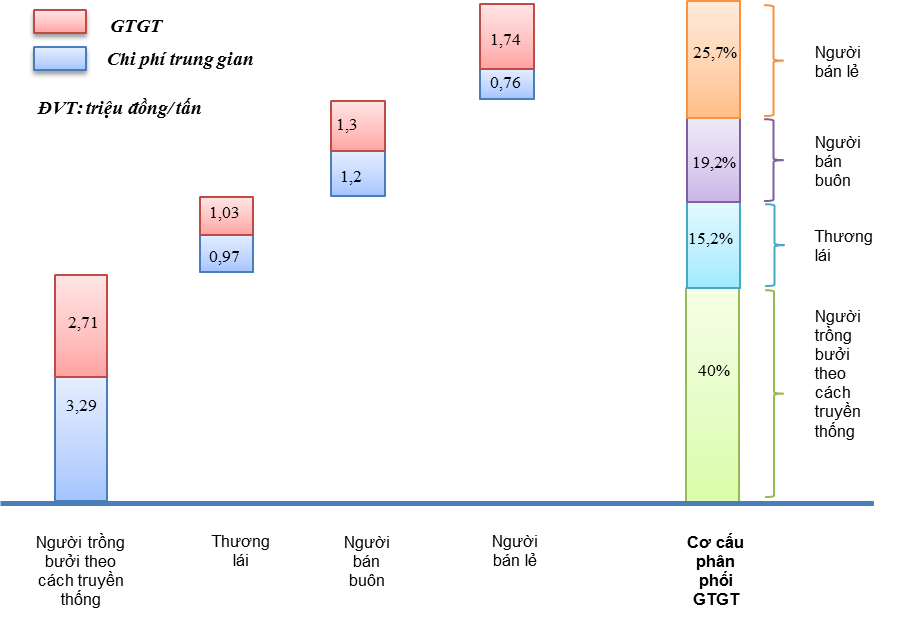 GTGT
Chi phí trung gian
ĐVT: triệu đồng/tấn
1,74
0,76
1,3
1,2
1,03
0,97
2,71
3,29
25,7%
19,2%
15,2%
40%
Người
bán lẻ
Người
bán
buôn
Thương
lái
Người
trồng
bưởi
theo
cách
truyền
thống
Người trồng
bưởi theo
cách truyền
thống
Thương
lái
Người
bán
buôn
Người
bán lẻ
Cơ cấu
phân
phối
GTGT